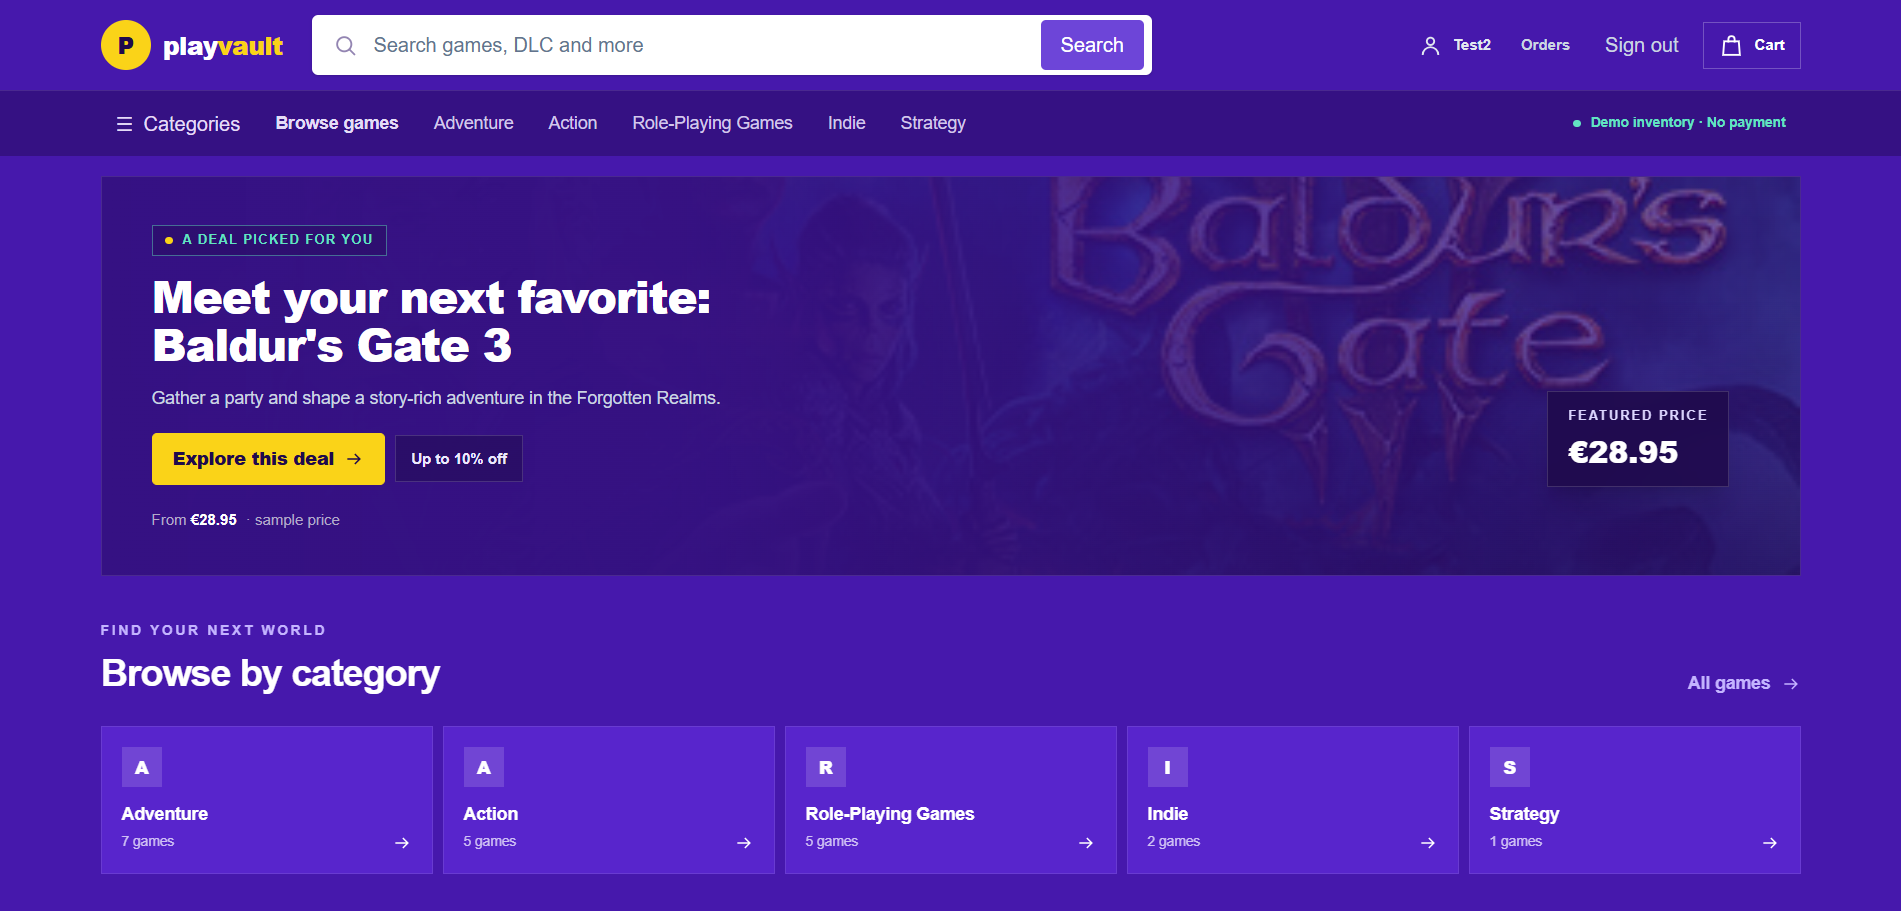 P playvault
Search games, DLC and more
Search
Test2
Orders
Sign out
Cart
Categories
Browse games
Adventure
Action
Role-Playing Games
Indie
Strategy
Demo inventory · No payment
A DEAL PICKED FOR YOU
Meet your next favorite:
Baldur's Gate 3
Gather a party and shape a story-rich adventure in the Forgotten Realms.
Explore this deal →
Up to 10% off
From €28.95 · sample price
Baldur's
Gate
FEATURED PRICE
€28.95
FIND YOUR NEXT WORLD
Browse by category
All games →
A
Adventure
7 games →
A
Action
5 games →
R
Role-Playing Games
5 games →
I
Indie
2 games →
S
Strategy
1 games →